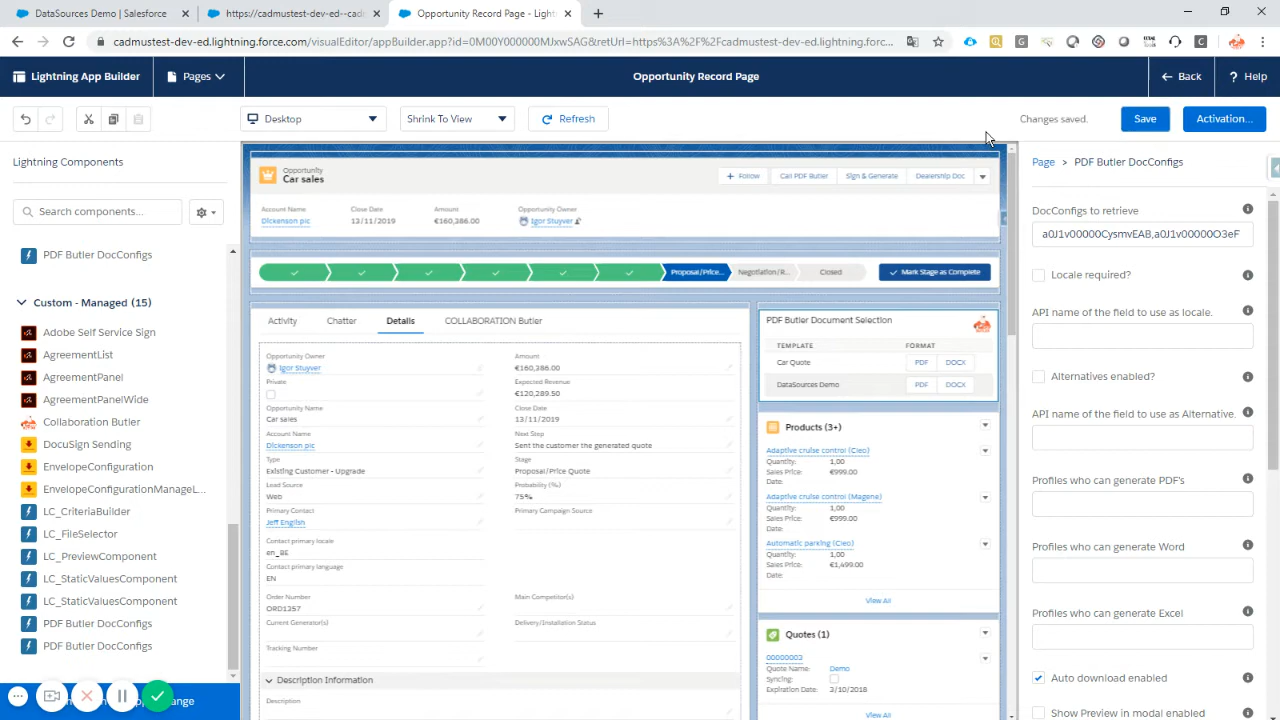 DataSources Demo | Salesforce
https://cadmustest-dev-ed--cadi
Opportunity Record Page - Light
cadmustest-dev-ed.lightning.force.com/visualEditor/appBuilder.app?id=0M00Y000000MJxwSAG&retUrl=https%3A%2F%2Fcadmustest-dev-ed.lightning.force.c...
Lightning App Builder
Pages
Opportunity Record Page
Back
Help
Desktop
Shrink To View
Refresh
Changes saved.
Save
Activation...
Lightning Components
Search components...
PDF Butler DocConfigs
Custom - Managed (15)
Adobe Self Service Sign
AgreementList
AgreementPanel
AgreementPanelWide
Collaboration Butler
DocuSign Sending
LC_CriteriaBuilder
LC_StaticValuesComponent
LC_StaticValuesComponent
PDF Butler DocConfigs
PDF Butler DocConfigs
Opportunity
Car sales
Follow
Call PDF Butler
Sign & Generate
Dealership Doc
Account Name
Close Date
Amount
Opportunity Owner
Dickenson plc
13/11/2019
€160,386.00
Igor Stuyver
Proposal/Price...
Negotiation/R...
Closed
Mark Stage as Complete
Activity
Chatter
Details
COLLABORATION Butler
Opportunity Owner
Igor Stuyver
Private
Opportunity Name
Car sales
Account Name
Dickenson plc
Type
Existing Customer - Upgrade
Lead Source
Web
Primary Contact
Jeff English
Contact primary locale
en_BE
Contact primary language
EN
Order Number
ORD1357
Current Generator(s)
Tracking Number
Description Information
Description
Amount
€160,386.00
Expected Revenue
€120,289.50
Close Date
13/11/2019
Next Step
Sent the customer the generated quote
Stage
Proposal/Price Quote
Probability (%)
75%
Primary Campaign Source
Main Competitor(s)
Delivery/Installation Status
PDF Butler Document Selection
TEMPLATE
FORMAT
Car Quote
PDF
DOCX
DataSources Demo
PDF
DOCX
Products (3+)
Adaptive cruise control (Cleo)
Quantity:
1,00
Sales Price:
€999.00
Date:
Adaptive cruise control (Magene)
Quantity:
1,00
Sales Price:
€999.00
Date:
Automatic parking (Cleo)
Quantity:
1,00
Sales Price:
€1,499.00
Date:
View All
Quotes (1)
00000003
Quote Name:
Demo
Syncing:
Expiration Date:
3/10/2018
View All
Page > PDF Butler DocConfigs
DocConfigs to retrieve
a0J1v00000CysmvEAB,a0J1v00000O3eF
Locale required?
API name of the field to use as locale.
Alternatives enabled?
API name of the field to use as Alternative
Profiles who can generate PDF's
Profiles who can generate Word
Profiles who can generate Excel
Auto download enabled
Show Preview in modal enabled